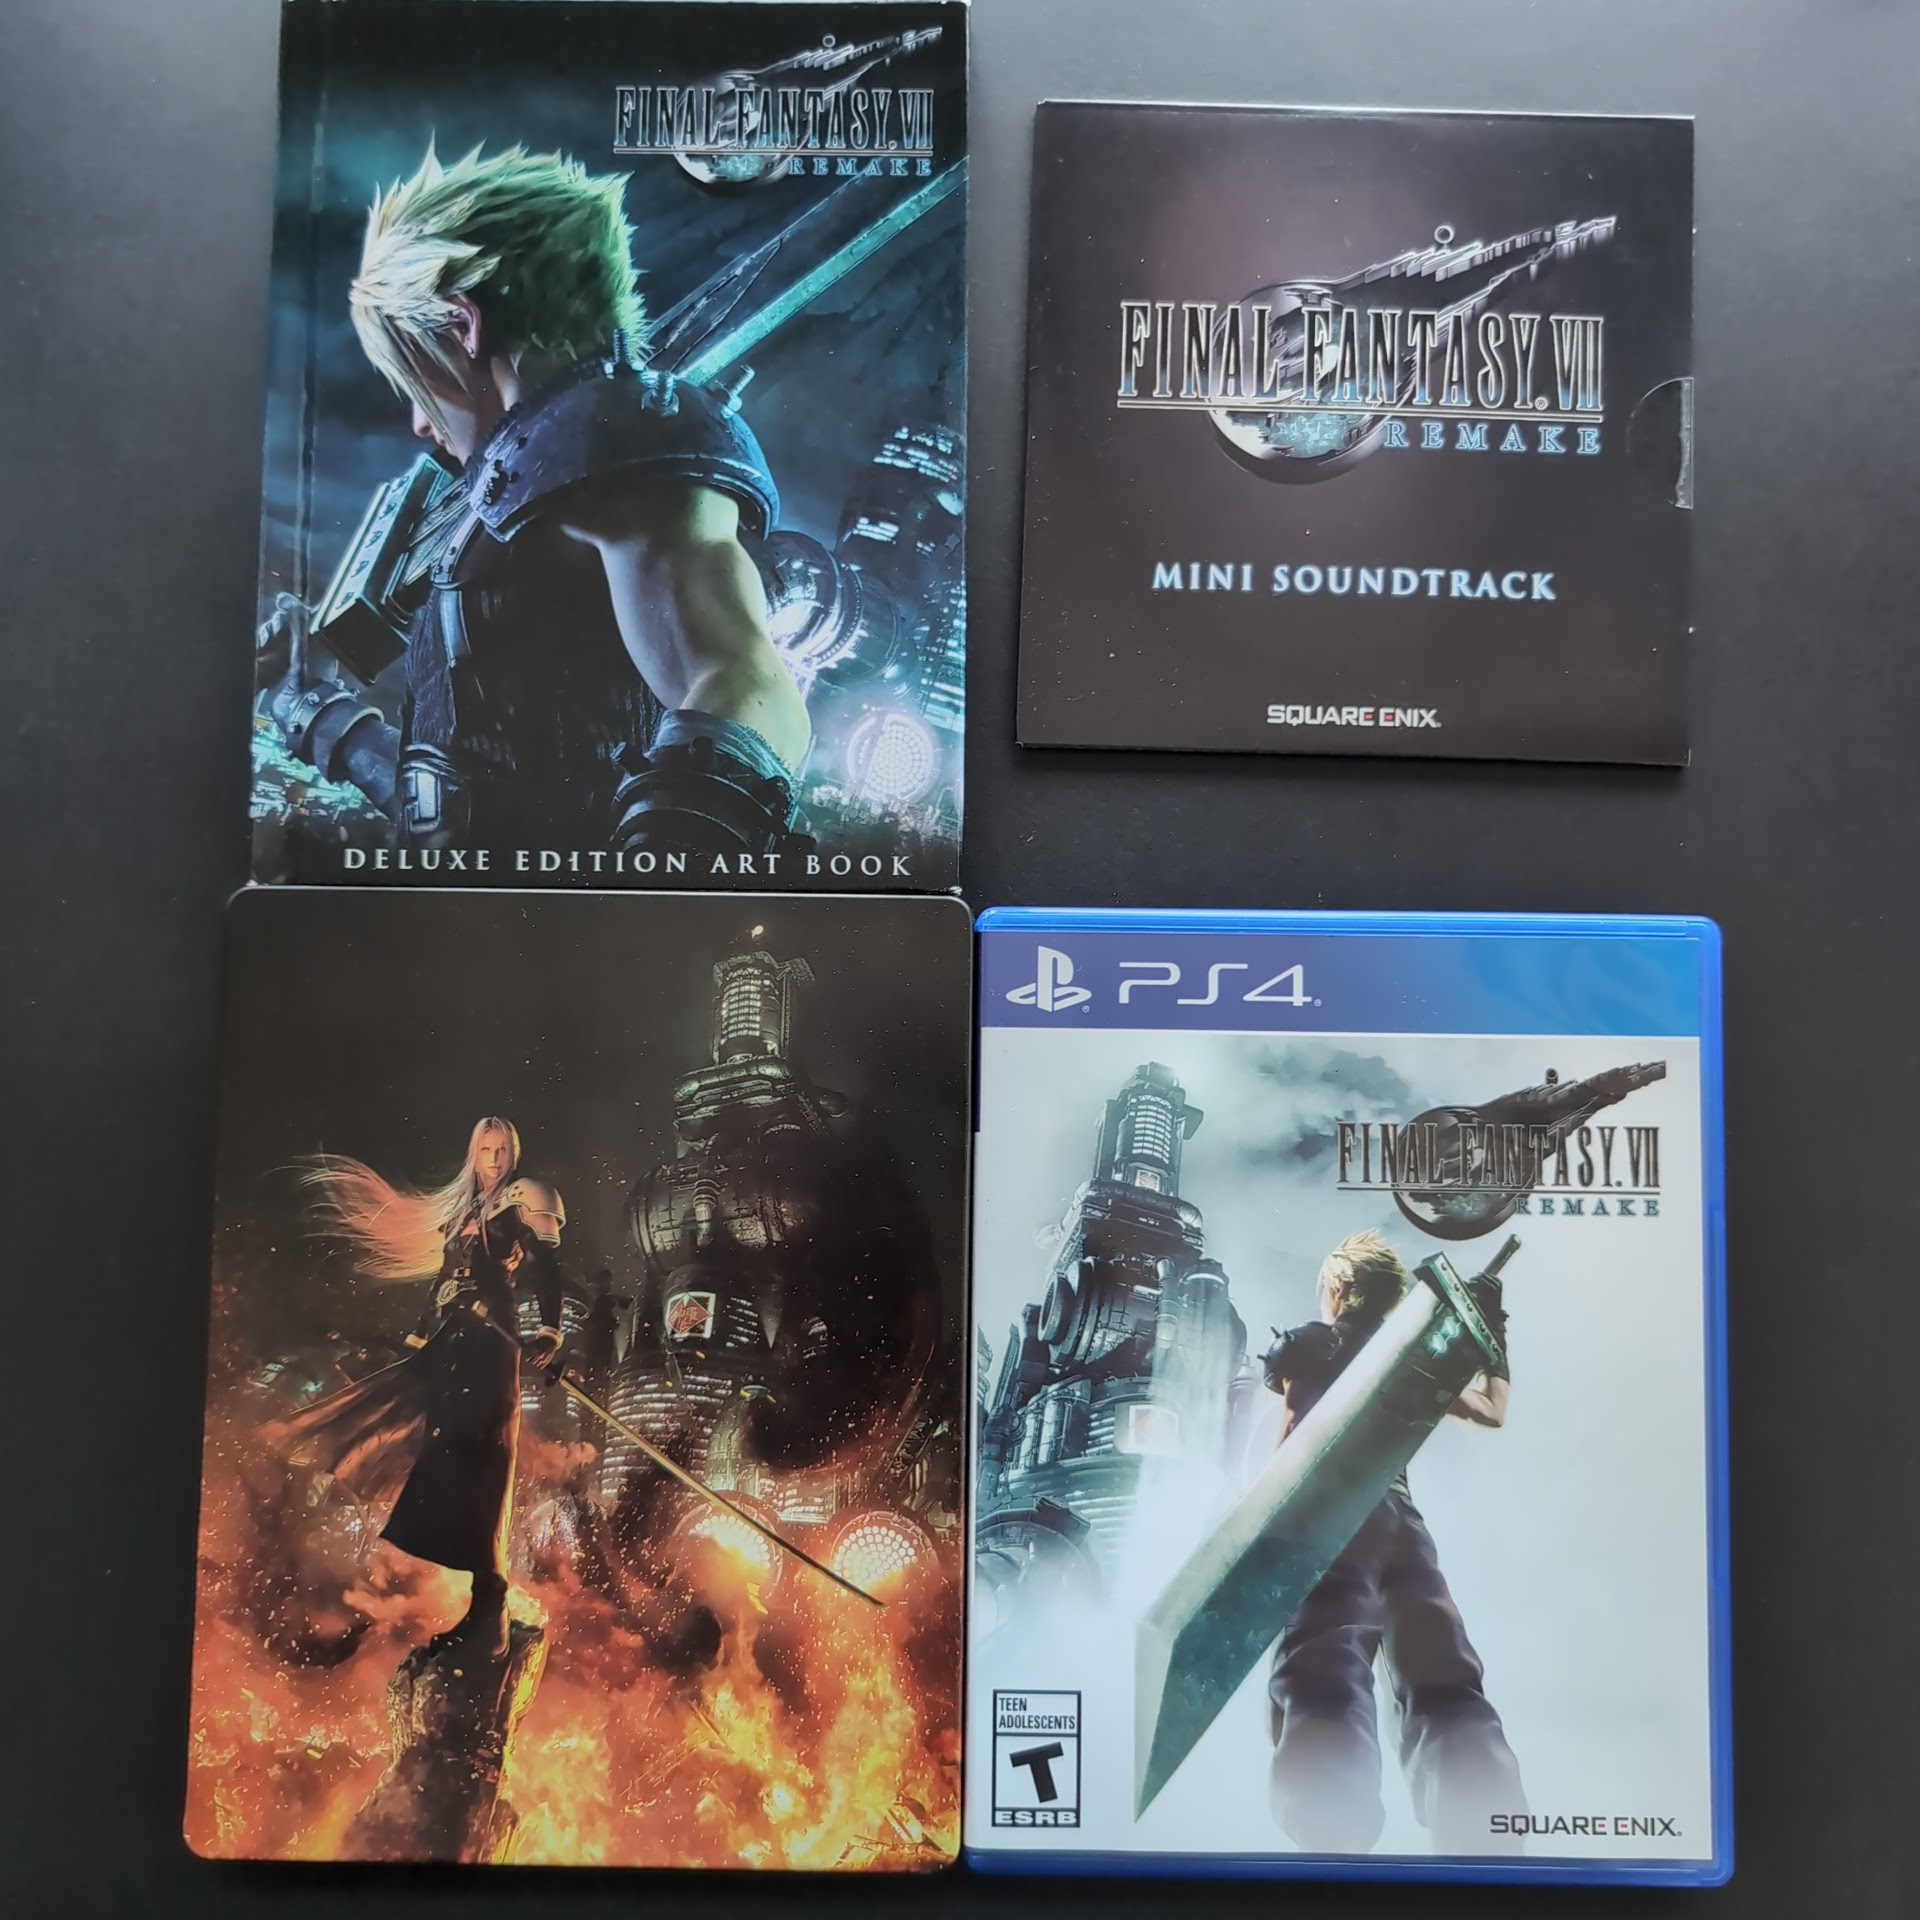 FINAL FANTASY.VII
REMAKE
DELUXE EDITION ART BOOK
FINAL FANTASY®VII
REMAKE
MINI SOUNDTRACK
SQUARE ENIX®
PS4®
FINAL FANTASY.VII
REMAKE
TEEN
ADOLESCENTS
T
ESRB
SQUARE ENIX®